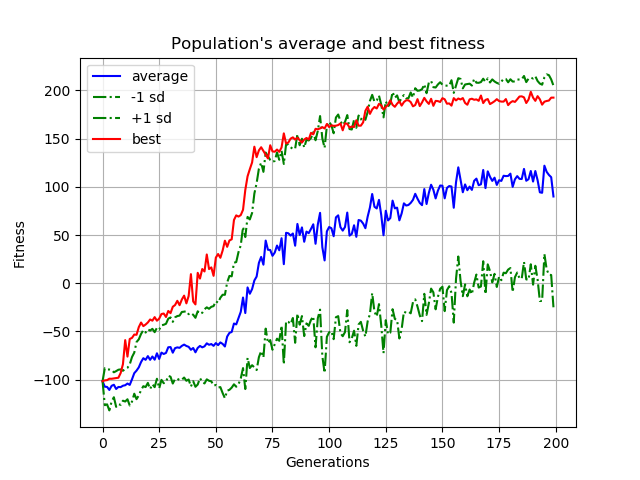 Population's average and best fitness
average
-1 sd
+1 sd
best
Fitness
200
150
100
50
0
−50
−100
0 25 50 75 100 125 150 175 200
Generations